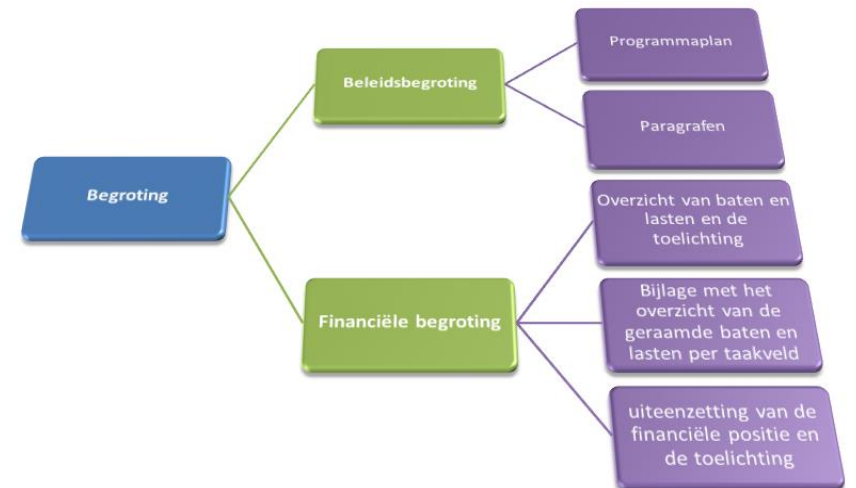 Begroting
Beleidsbegroting
Programmaplan
Paragrafen
Financiële begroting
Overzicht van baten en
lasten en de
toelichting
Bijlage met het
overzicht van de
geraamde baten en
lasten per taakveld
uiteenzetting van de
financiële positie en
de toelichting